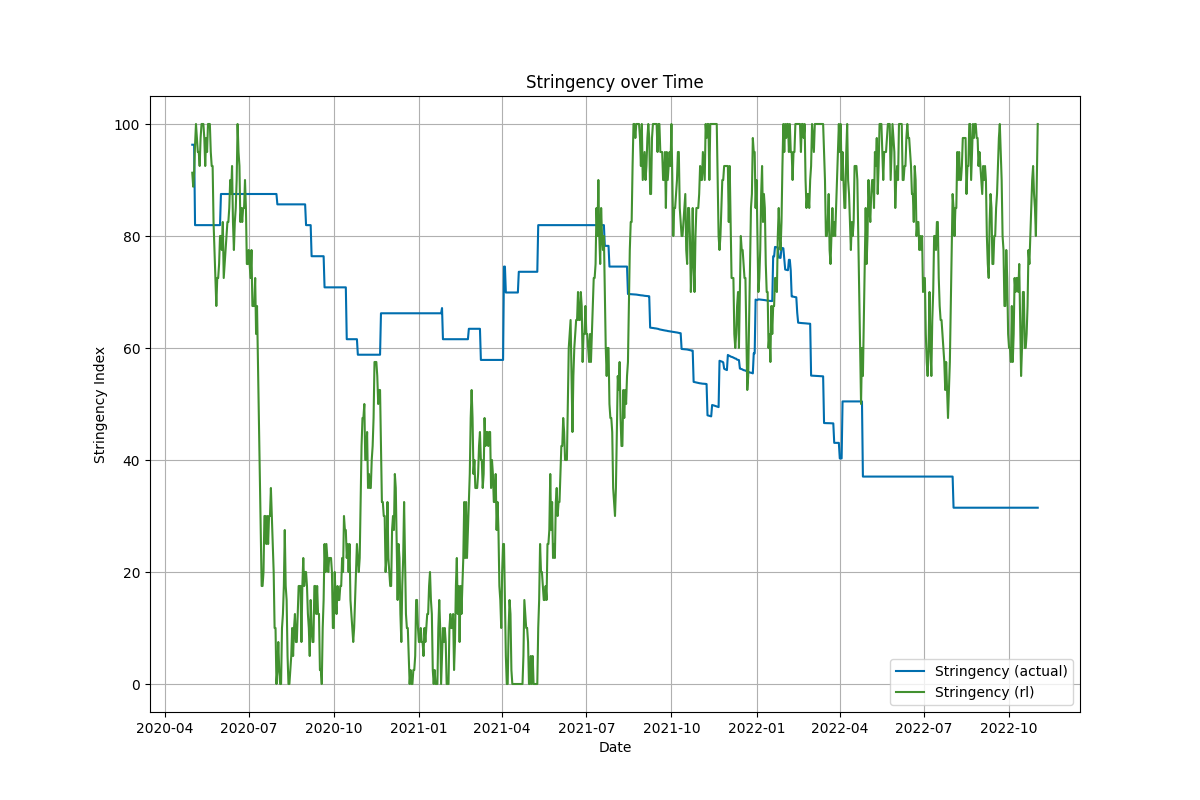 Stringency over Time
Stringency Index
100
80
60
40
20
0
2020-04 2020-07 2020-10 2021-01 2021-04 2021-07 2021-10 2022-01 2022-04 2022-07 2022-10
Date
Stringency (actual)
Stringency (rl)